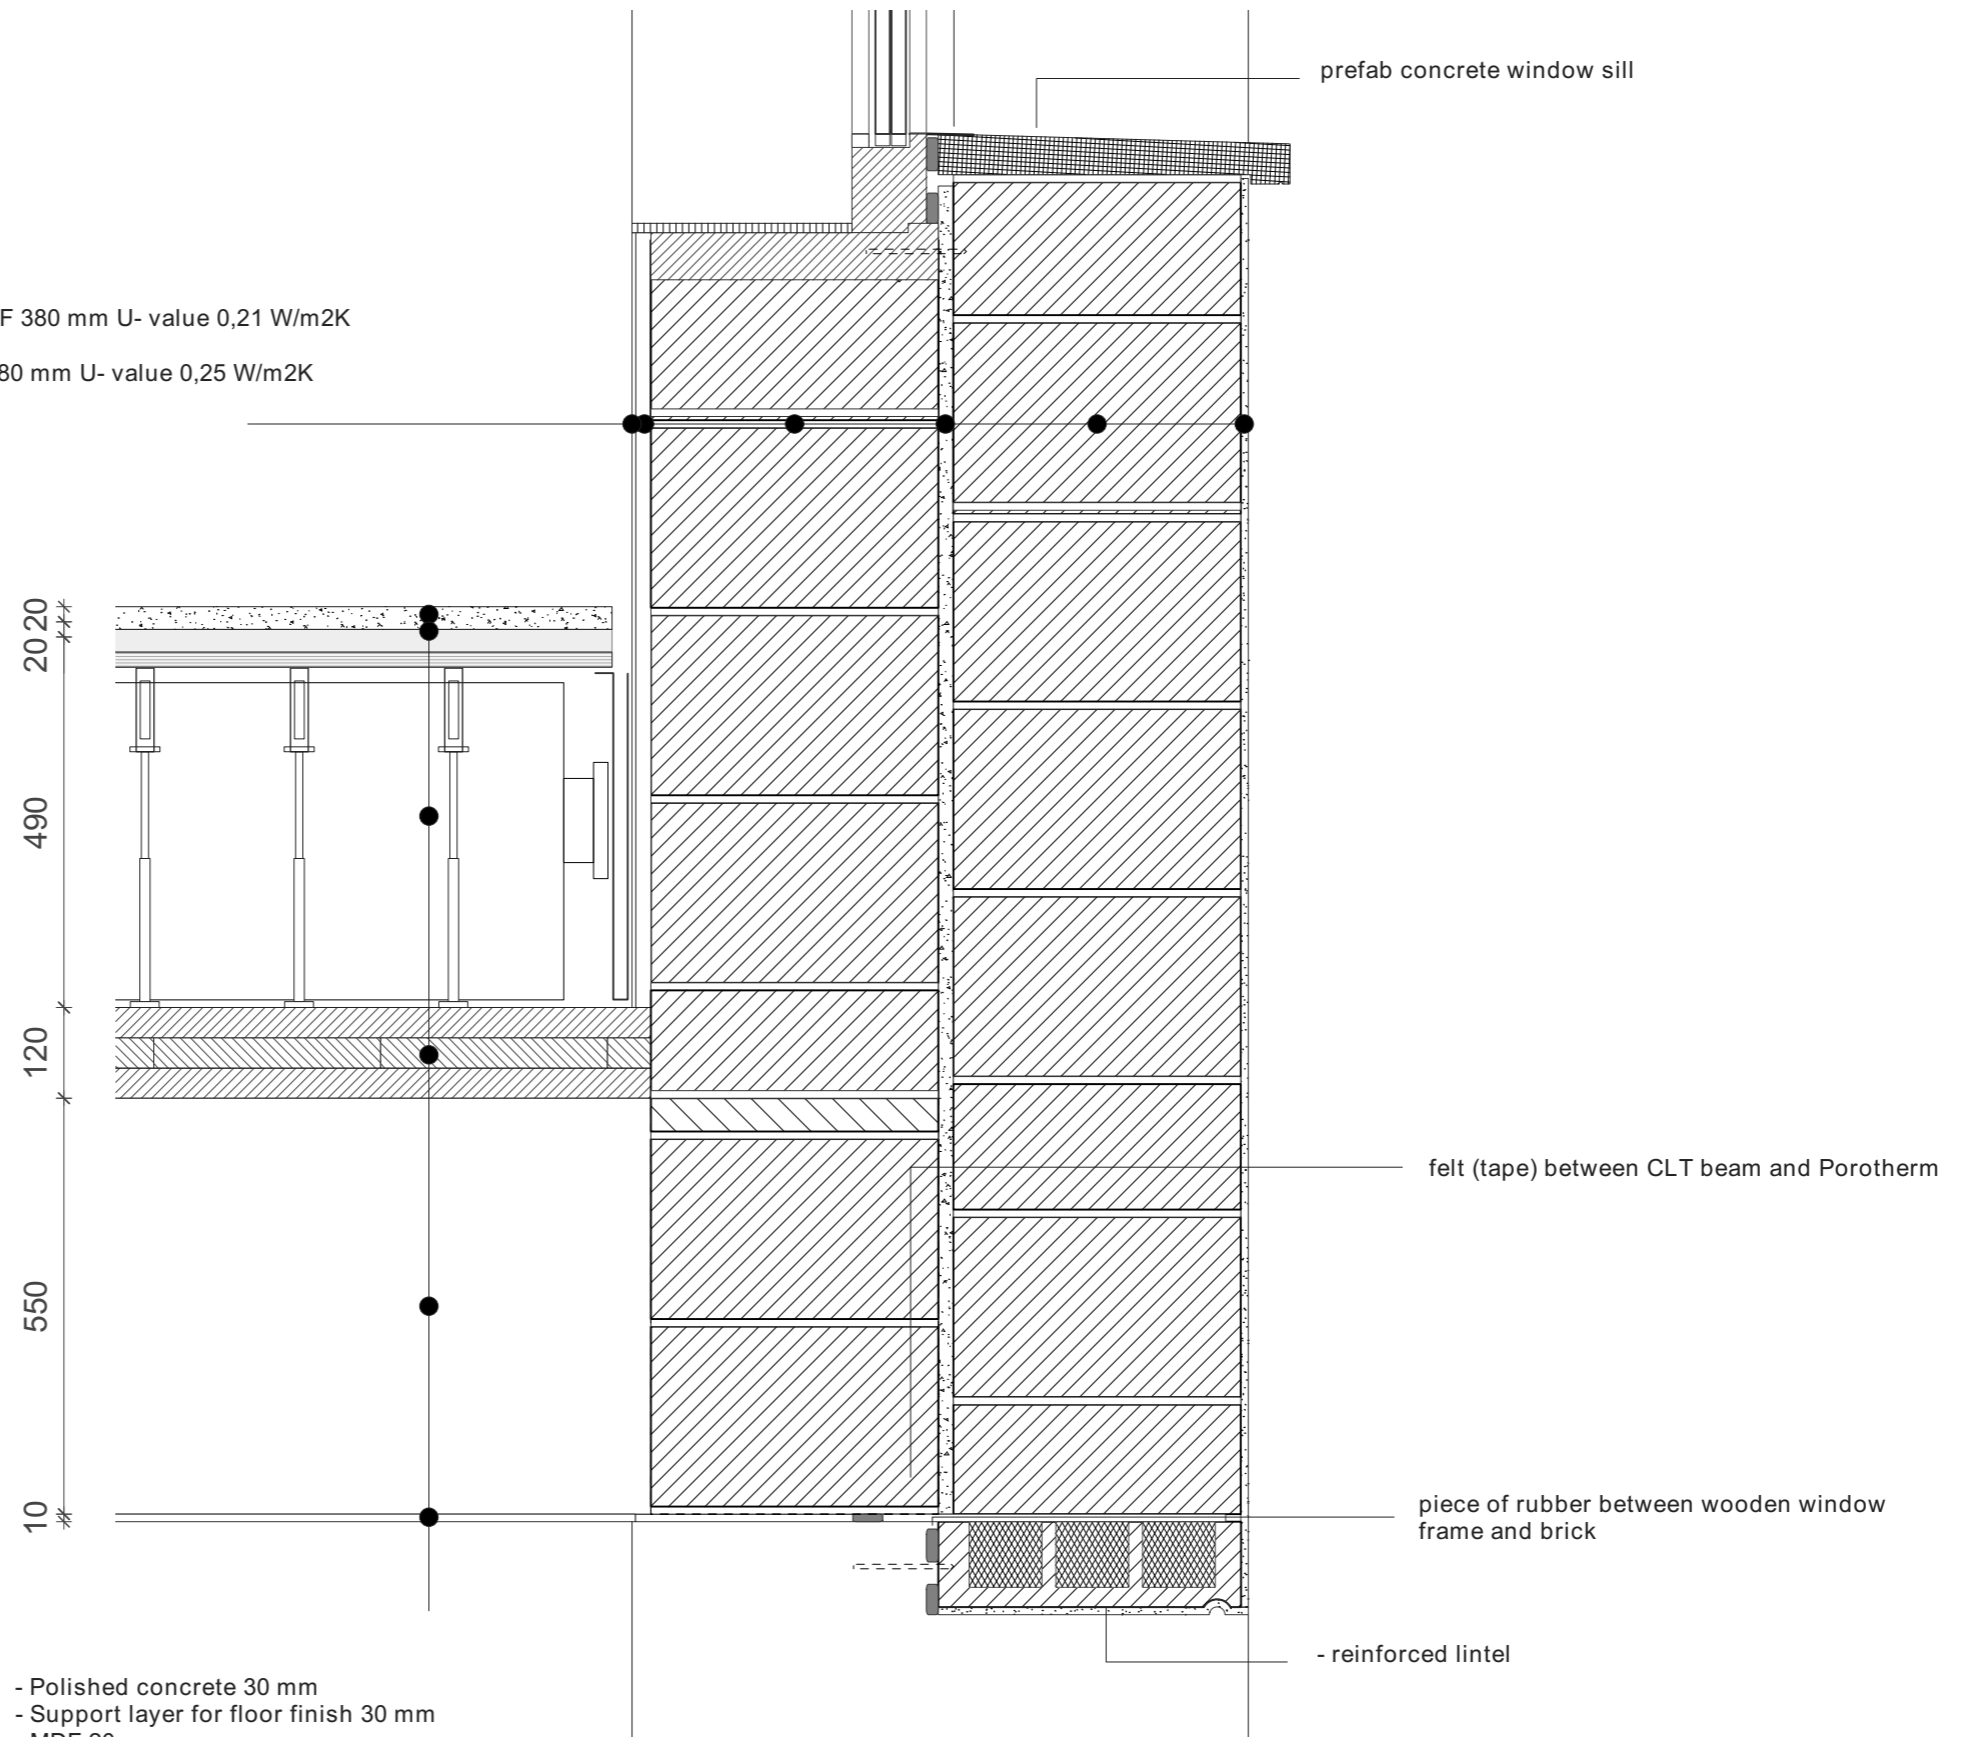 prefab concrete window sill
F 380 mm U- value 0,21 W/m2K
80 mm U- value 0,25 W/m2K
20
20
490
120
felt (tape) between CLT beam and Porotherm
550
piece of rubber between wooden window
frame and brick
10
- reinforced lintel
- Polished concrete 30 mm
- Support layer for floor finish 30 mm